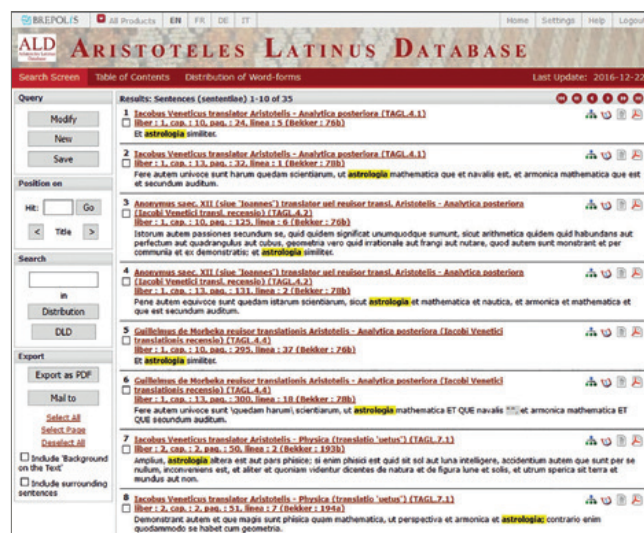 BREPOLIS All Products EN FR DE IT Home Settings Help Logout
ALD ARISTOTELES LATINUS DATABASE
Search Screen Table of Contents Distribution of Word-forms Last Update: 2016-12-22
Query
Modify
New
Save
Position on
Hit: Go
< Title >
Search
in
Distribution
DLD
Export
Export as PDF
Mail to
Select All
Select Page
Deselect All
Include 'Background
on the Text'
Include surrounding
sentences
Results: Sentences (sententiae) 1-10 of 35
1 Iacobus Veneticus translator Aristotelis - Analytica posteriora (TAGL.4.1)
liber : 1, cap. : 10, pag. : 24, linea : 5 (Bekker : 76b)
Et astrologia similiter.
2 Iacobus Veneticus translator Aristotelis - Analytica posteriora (TAGL.4.1)
liber : 1, cap. : 13, pag. : 32, linea : 1 (Bekker : 78b)
Fere autem univoce sunt harum quedam scientiarum, ut astrologia mathematica que et navalis est, et armonica mathematica que est
et secundum auditum.
3 Anonymus saec. XII (siue 'Ioannes') translator uel reuisor transl. Aristotelis - Analytica posteriora
(Iacobi Venetici transl. recensio) (TAGL.4.2)
liber : 1, cap. : 10, pag. : 125, linea : 6 (Bekker : 76b)
Istorum autem passiones secundum se, quid quidem significat unumquodque sumunt, sicut arithmetica quidem quid habundans aut
perfectum aut quadrangulus aut cubus, geometria vero quid irrationale aut frangi aut nutare, quod autem sunt monstrant et per
communia et ex demonstratis; et astrologia similiter.
4 Anonymus saec. XII (siue 'Ioannes') translator uel reuisor transl. Aristotelis - Analytica posteriora
(Iacobi Venetici transl. recensio) (TAGL.4.2)
liber : 1, cap. : 13, pag. : 131, linea : 2 (Bekker : 78b)
Pene autem equivoce sunt quedam istarum scientiarum, sicut astrologia et mathematica et nautica, et armonica et mathematica et
que est secundum auditum.
5 Guillelmus de Morbeka reuisor translationis Aristotelis - Analytica posteriora (Iacobi Venetici
translationis recensio) (TAGL.4.4)
liber : 1, cap. : 10, pag. : 295, linea : 37 (Bekker : 76b)
Et astrologia similiter.
6 Guillelmus de Morbeka reuisor translationis Aristotelis - Analytica posteriora (Iacobi Venetici
translationis recensio) (TAGL.4.4)
liber : 1, cap. : 13, pag. : 300, linea : 18 (Bekker : 78b)
Fere autem univoce sunt \quedam harum\ scientiarum, ut astrologia mathematica ET QUE navalis "", et armonica mathematica ET
QUE secundum auditum.
7 Iacobus Veneticus translator Aristotelis - Physica (translatio 'uetus') (TAGL.7.1)
liber : 2, cap. : 2, pag. : 50, linea : 2 (Bekker : 193b)
Amplius, astrologia altera est aut pars phisice; si enim phisici est quid sit sol aut luna intelligere, accidentium autem que sunt per se
nullum, inconveniens est, et aliter et quoniam videntur dicentes de natura et de figura lune et solis, et utrum sperica sit terra et
mundus aut non.
8 Iacobus Veneticus translator Aristotelis - Physica (translatio 'uetus') (TAGL.7.1)
liber : 2, cap. : 2, pag. : 51, linea : 7 (Bekker : 194a)
Demonstrant autem et que magis sunt phisica quam mathematica, ut perspectiva et armonica et astrologia; contrario enim
quodammodo se habet cum geometria.